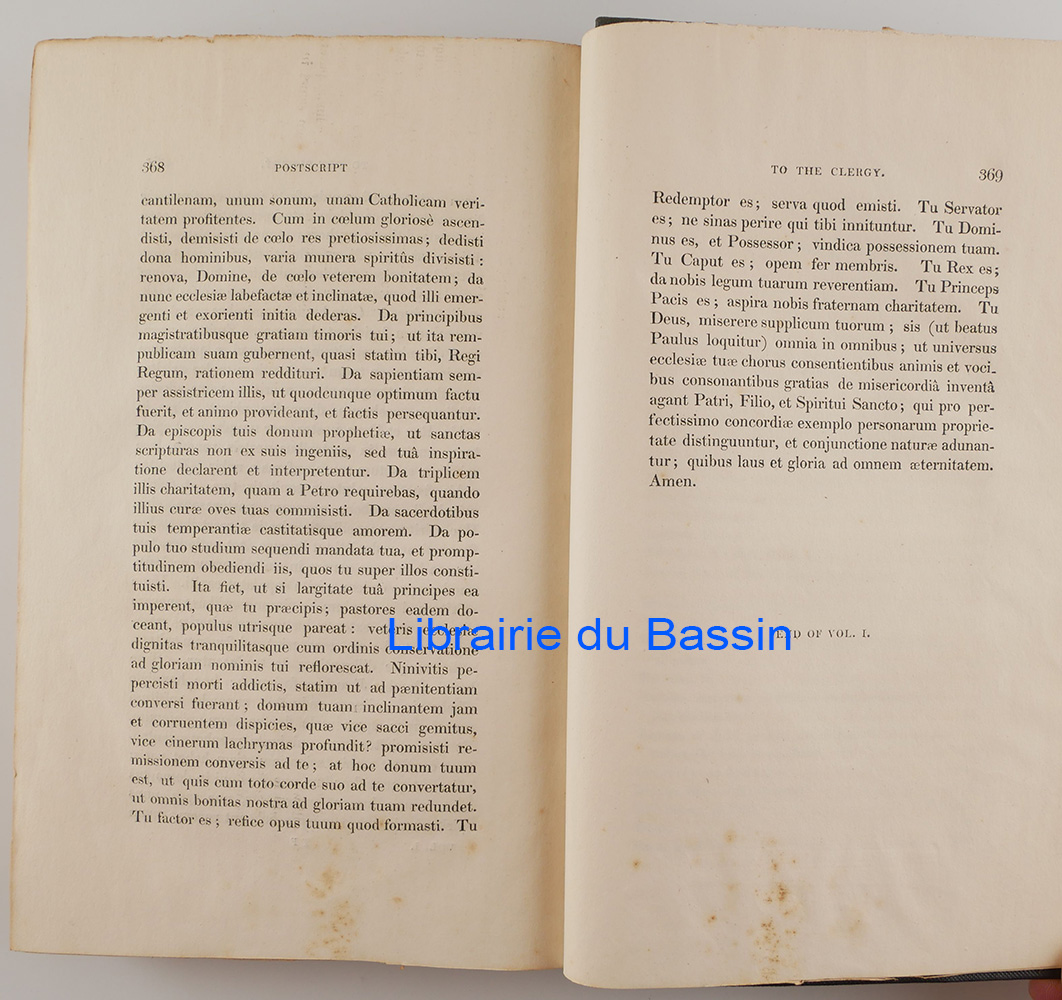 368 POSTSCRIPT
cantilenam, unum sonum, unam Catholicam veri-
tatem profitentes. Cum in cœlum gloriosè ascen-
disti, demisisti de cœlo res pretiosissimas; dedisti
dona hominibus, varia munera spiritûs divisisti:
renova, Domine, de cœlo veterem bonitatem; da
nunc ecclesiæ labefactæ et inclinatæ, quod illi emer-
genti et exorienti initia dederas. Da principibus
magistratibusque gratiam timoris tui; ut ita rem-
publicam suam gubernent, quasi statim tibi, Regi
Regum, rationem reddituri. Da sapientiam sem-
per assistricem illis, ut quodcunque optimum factu
fuerit, et animo provideant, et factis persequantur.
Da episcopis tuis donum prophetiæ, ut sanctas
scripturas non ex suis ingeniis, sed tuâ inspira-
tione declarent et interpretentur. Da triplicem
illis charitatem, quam a Petro requirebas, quando
illius curæ oves tuas commisisti. Da sacerdotibus
tuis temperantiæ castitatisque amorem. Da po-
pulo tuo studium sequendi mandata tua, et promp-
titudinem obediendi iis, quos tu super illos consti-
tuisti. Ita fiet, ut si largitate tuâ principes ea
imperent, quæ tu præcipis; pastores eadem do-
ceant, populus utrisque pareat: veteris ecclesiæ
dignitas tranquilitasque cum ordinis conservatione
ad gloriam nominis tui reflorescat. Ninivitis pe-
percisti morti addictis, statim ut ad pænitentiam
conversi fuerant; domum tuam inclinantem jam
et corruentem dispicies, quæ vice sacci gemitus,
vice cinerum lachrymas profundit? promisisti re-
missionem conversis ad te; at hoc donum tuum
est, ut quis cum toto corde suo ad te convertatur,
ut omnis bonitas nostra ad gloriam tuam redundet.
Tu factor es; refice opus tuum quod formasti. Tu
TO THE CLERGY. 369
Redemptor es; serva quod emisti. Tu Servator
es; ne sinas perire qui tibi innituntur. Tu Domi-
nus es, et Possessor; vindica possessionem tuam.
Tu Caput es; opem fer membris. Tu Rex es;
da nobis legum tuarum reverentiam. Tu Princeps
Pacis es; aspira nobis fraternam charitatem. Tu
Deus, miserere supplicum tuorum; sis (ut beatus
Paulus loquitur) omnia in omnibus; ut universus
ecclesiæ tuæ chorus consentientibus animis et voci-
bus consonantibus gratias de misericordiâ inventâ
agant Patri, Filio, et Spiritui Sancto; qui pro per-
fectissimo concordiæ exemplo personarum proprie-
tate distinguuntur, et conjunctione naturæ adunan-
tur; quibus laus et gloria ad omnem æternitatem.
Amen.
END OF VOL. I.
Librairie du Bassin